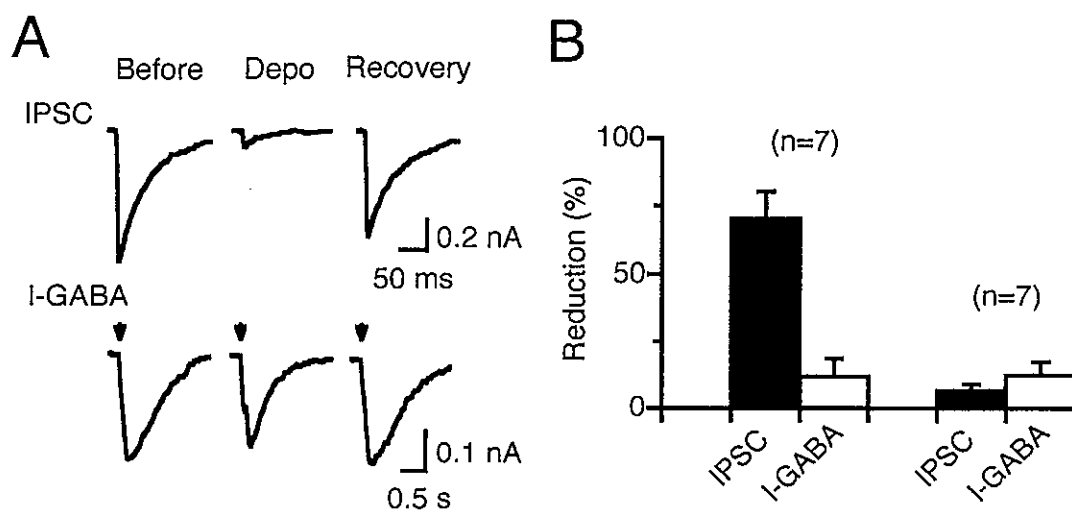 A
Before Depo Recovery
IPSC
0.2 nA
50 ms
I-GABA
0.1 nA
0.5 s
B
Reduction (%)
100
50
0
(n=7)
(n=7)
IPSC
I-GABA
IPSC
I-GABA